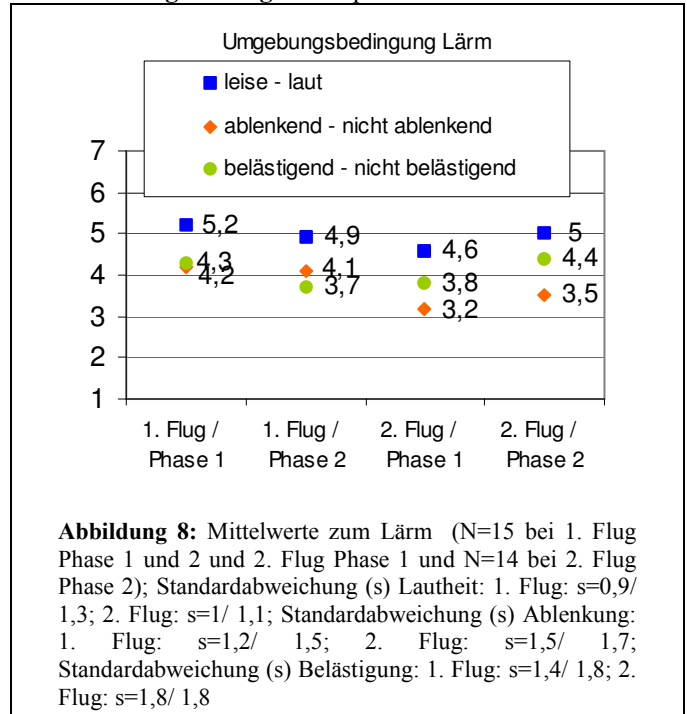 Umgebungsbedingung Lärm
leise - laut
ablenkend - nicht ablenkend
belästigend - nicht belästigend
7
6
5
4
3
2
1
5,2
4,3
4,2
4,9
4,1
3,7
4,6
3,8
3,2
5
4,4
3,5
1. Flug /
Phase 1
1. Flug /
Phase 2
2. Flug /
Phase 1
2. Flug /
Phase 2
Abbildung 8: Mittelwerte zum Lärm (N=15 bei 1. Flug
Phase 1 und 2 und 2. Flug Phase 1 und N=14 bei 2. Flug
Phase 2); Standardabweichung (s) Lautheit: 1. Flug: s=0,9/
1,3; 2. Flug: s=1/ 1,1; Standardabweichung (s) Ablenkung:
1. Flug: s=1,2/ 1,5; 2. Flug: s=1,5/ 1,7;
Standardabweichung (s) Belästigung: 1. Flug: s=1,4/ 1,8; 2.
Flug: s=1,8/ 1,8